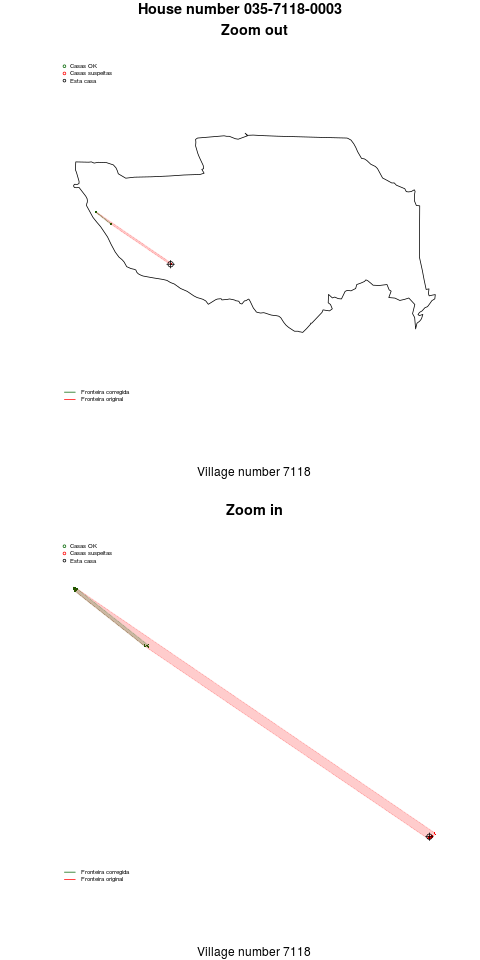 House number 035-7118-0003
Zoom out
Casas OK
Casas suspeitas
Esta casa
Fronteira corregida
Fronteira original
Village number 7118
Zoom in
Casas OK
Casas suspeitas
Esta casa
Fronteira corregida
Fronteira original
Village number 7118